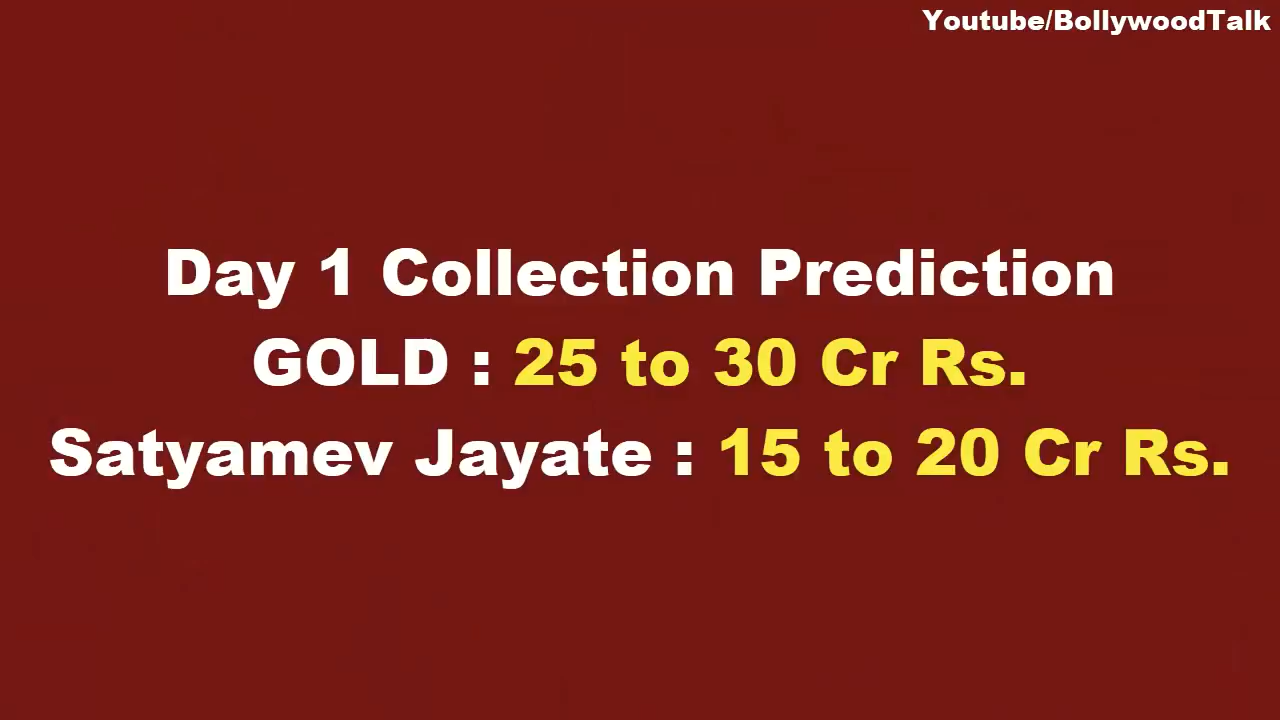 Youtube/BollywoodTalk
Day 1 Collection Prediction
GOLD : 25 to 30 Cr Rs.
Satyamev Jayate : 15 to 20 Cr Rs.